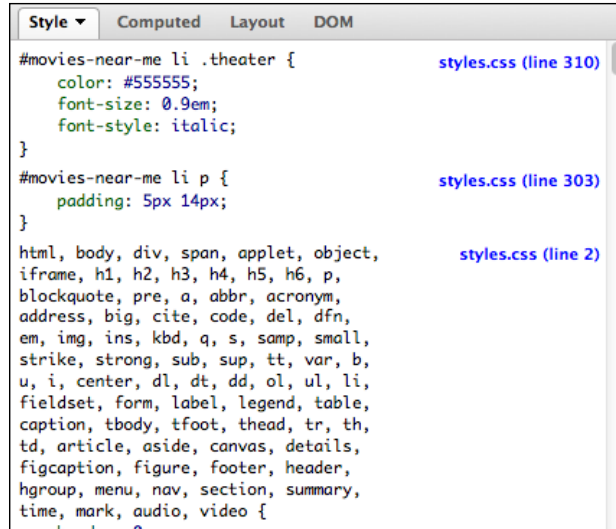 Style ▼ Computed Layout DOM
#movies-near-me li .theater { styles.css (line 310)
color: #555555;
font-size: 0.9em;
font-style: italic;
}
#movies-near-me li p { styles.css (line 303)
padding: 5px 14px;
}
html, body, div, span, applet, object, styles.css (line 2)
iframe, h1, h2, h3, h4, h5, h6, p,
blockquote, pre, a, abbr, acronym,
address, big, cite, code, del, dfn,
em, img, ins, kbd, q, s, samp, small,
strike, strong, sub, sup, tt, var, b,
u, i, center, dl, dt, dd, ol, ul, li,
fieldset, form, label, legend, table,
caption, tbody, tfoot, thead, tr, th,
td, article, aside, canvas, details,
figcaption, figure, footer, header,
hgroup, menu, nav, section, summary,
time, mark, audio, video {